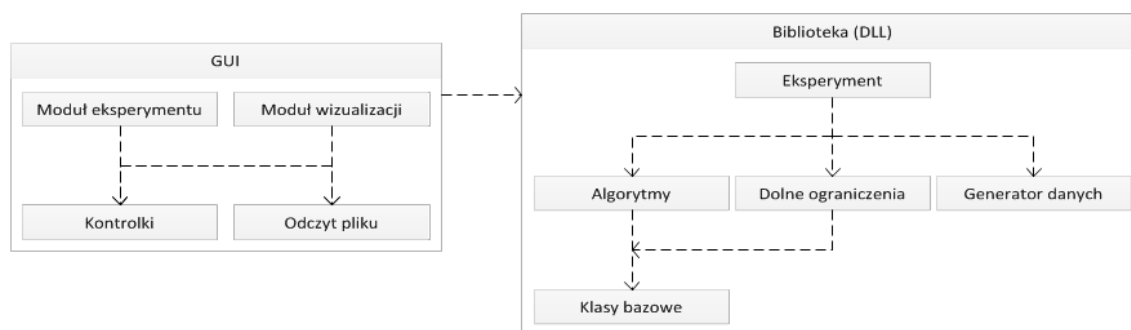 GUI
Moduł eksperymentu
Moduł wizualizacji
Kontrolki
Odczyt pliku
Biblioteka (DLL)
Eksperyment
Algorytmy
Dolne ograniczenia
Generator danych
Klasy bazowe